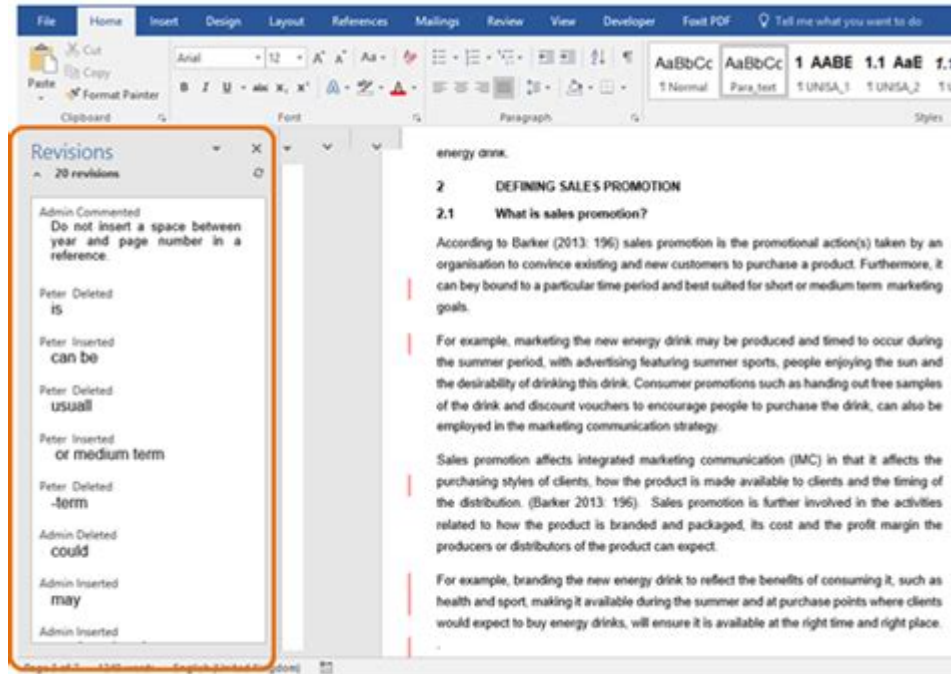 File Home Insert Design Layout References Mailings Review View Developer Foxit PDF Tell me what you want to do
Cut
Copy
Paste
Format Painter
Clipboard
Arial 12 Aa
B I U abc x, x' A A
Font
Paragraph
AaBbCc AaBbCc 1 AABE 1.1 AaE
¶ Normal Para_text ¶ UNISA_1 ¶ UNISA_2
Styles
Revisions
20 revisions
Admin Commented
Do not insert a space between
year and page number in a
reference.
Peter Deleted
is
Peter Inserted
can be
Peter Deleted
usuall
Peter Inserted
or medium term
Peter Deleted
-term
Admin Deleted
could
Admin Inserted
may
Admin Inserted
energy drink.
2 DEFINING SALES PROMOTION
2.1 What is sales promotion?
According to Barker (2013: 196) sales promotion is the promotional action(s) taken by an
organisation to convince existing and new customers to purchase a product. Furthermore, it
can bey bound to a particular time period and best suited for short or medium term marketing
goals.
For example, marketing the new energy drink may be produced and timed to occur during
the summer period, with advertising featuring summer sports, people enjoying the sun and
the desirability of drinking this drink. Consumer promotions such as handing out free samples
of the drink and discount vouchers to encourage people to purchase the drink, can also be
employed in the marketing communication strategy.
Sales promotion affects integrated marketing communication (IMC) in that it affects the
purchasing styles of clients, how the product is made available to clients and the timing of
the distribution. (Barker 2013: 196). Sales promotion is further involved in the activities
related to how the product is branded and packaged, its cost and the profit margin the
producers or distributors of the product can expect.
For example, branding the new energy drink to reflect the benefits of consuming it, such as
health and sport, making it available during the summer and at purchase points where clients
would expect to buy energy drinks, will ensure it is available at the right time and right place.
.
words English (United Kingdom)